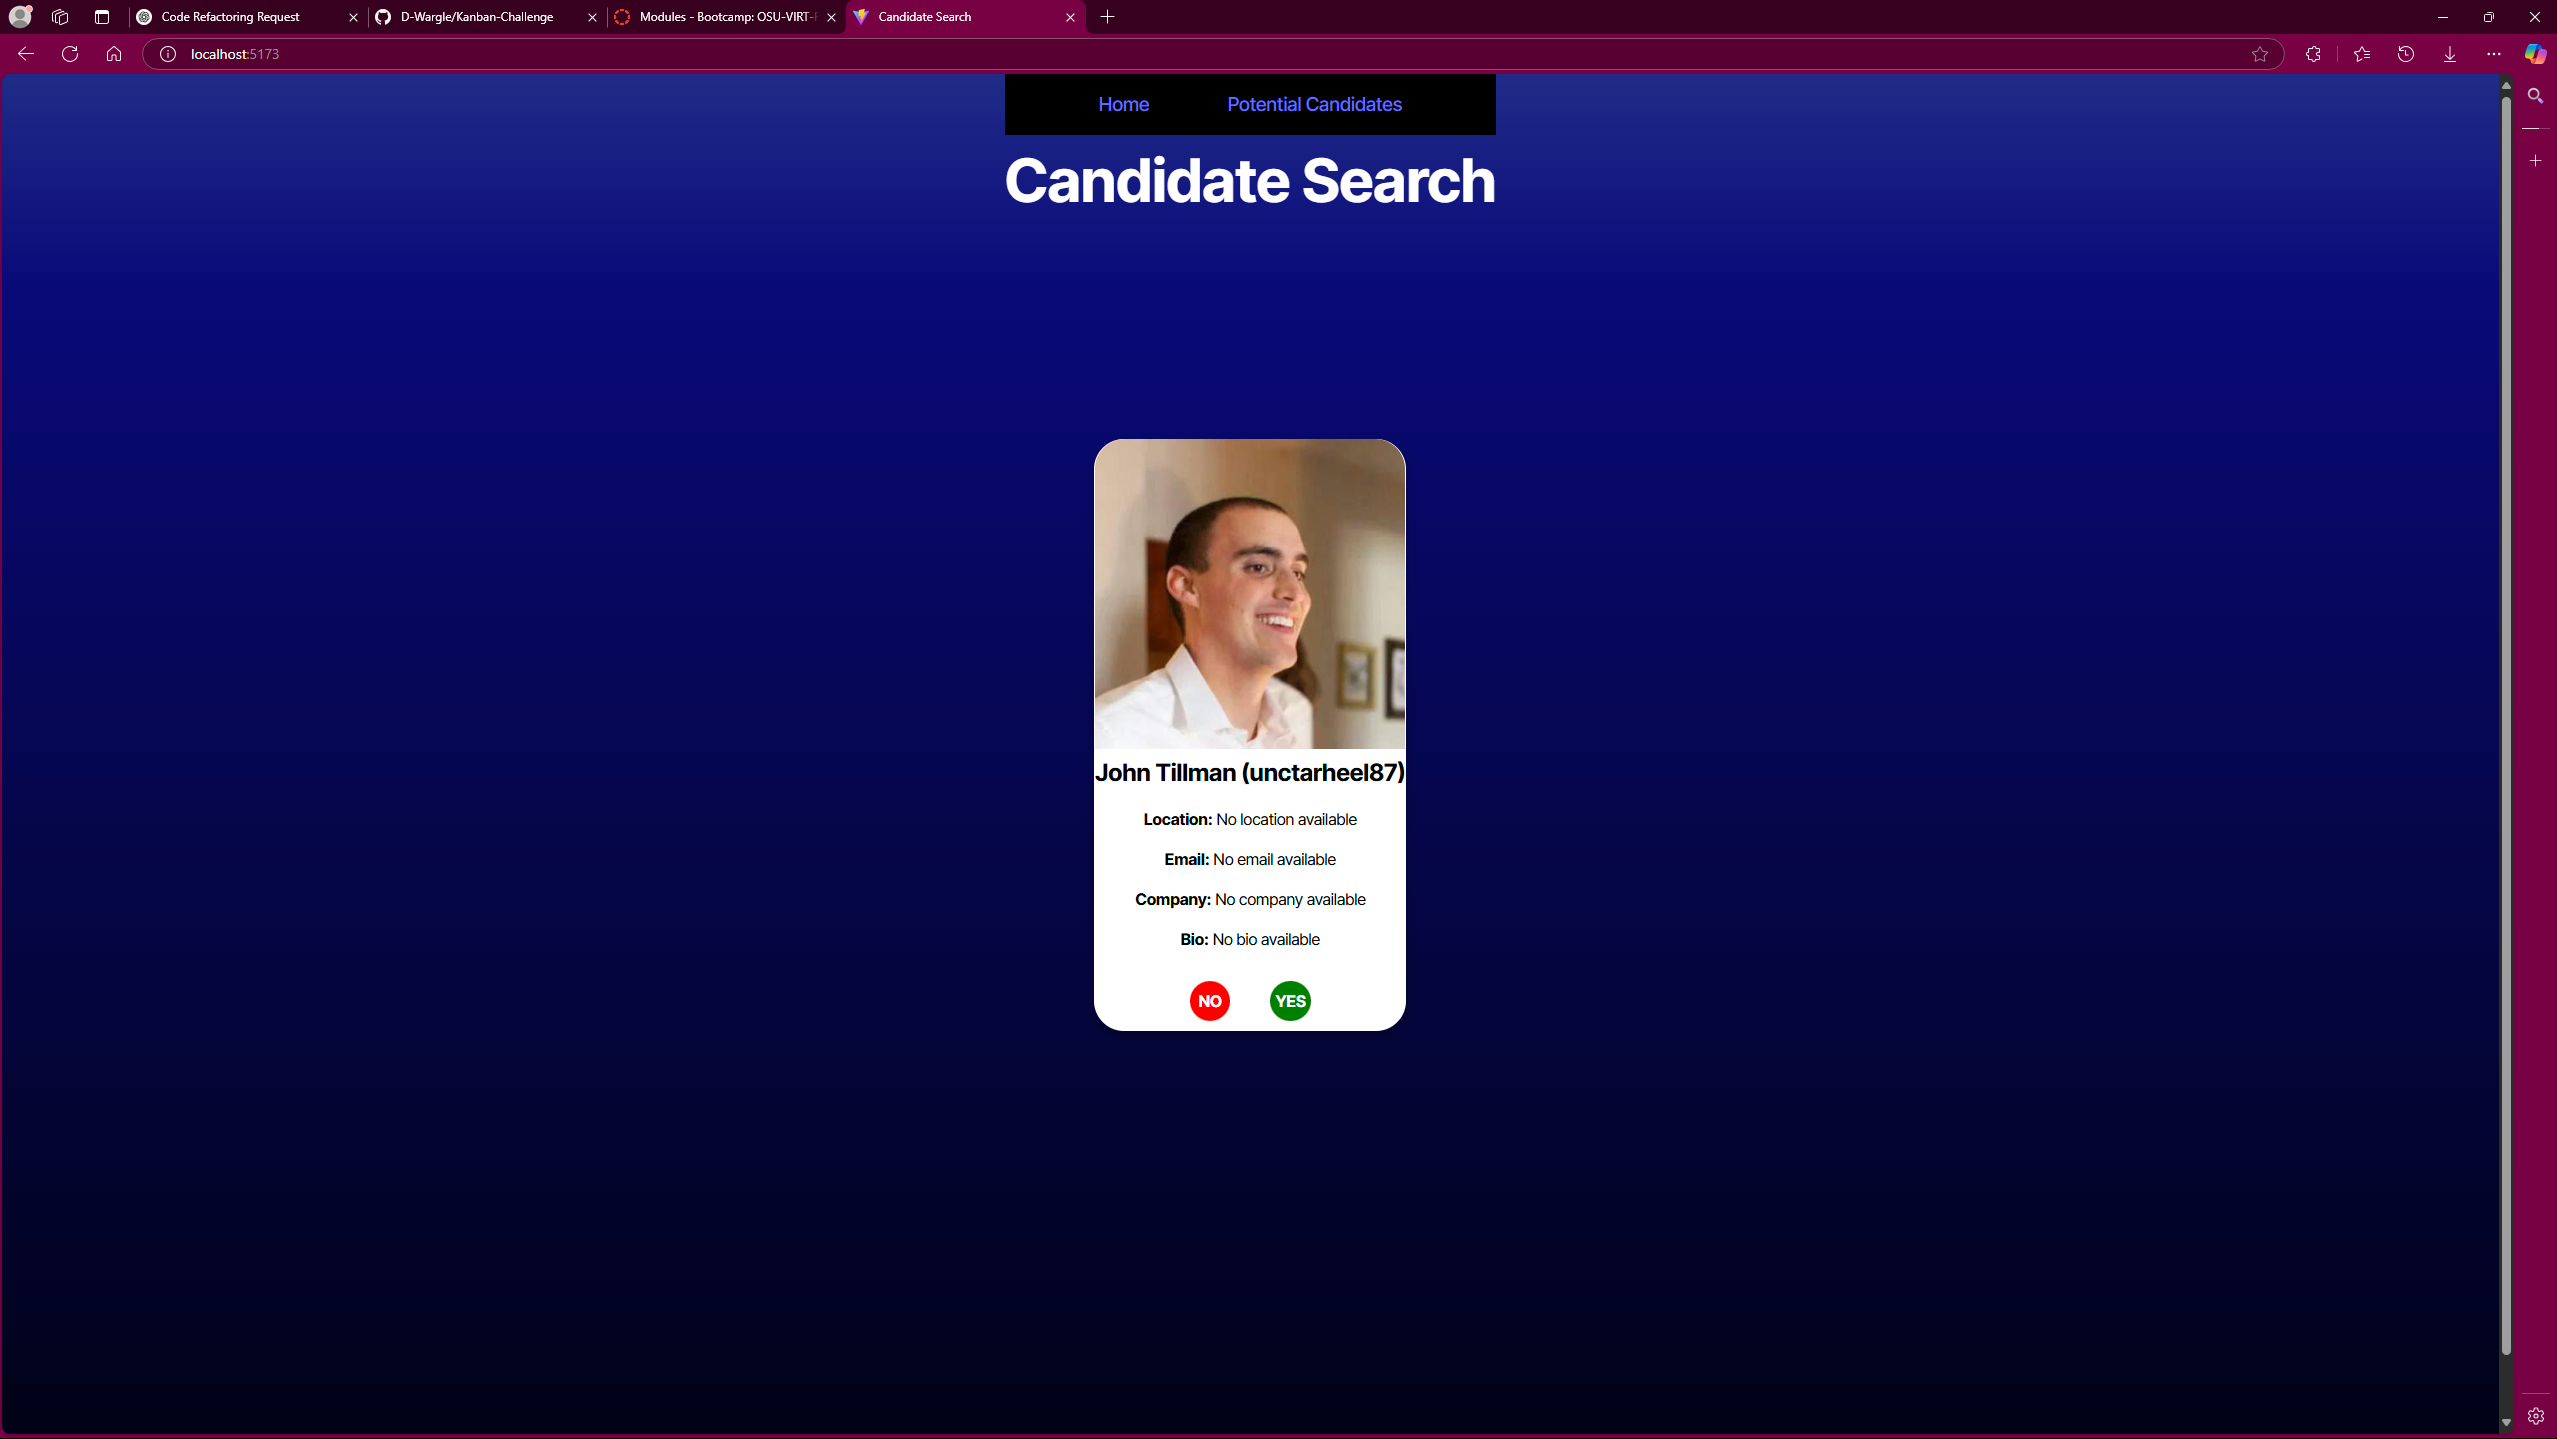 Code Refactoring Request
D-Wargle/Kanban-Challenge
Modules - Bootcamp: OSU-VIRT-
Candidate Search
localhost:5173
Home Potential Candidates
Candidate Search
John Tillman (unctarheel87)
Location: No location available
Email: No email available
Company: No company available
Bio: No bio available
NO YES